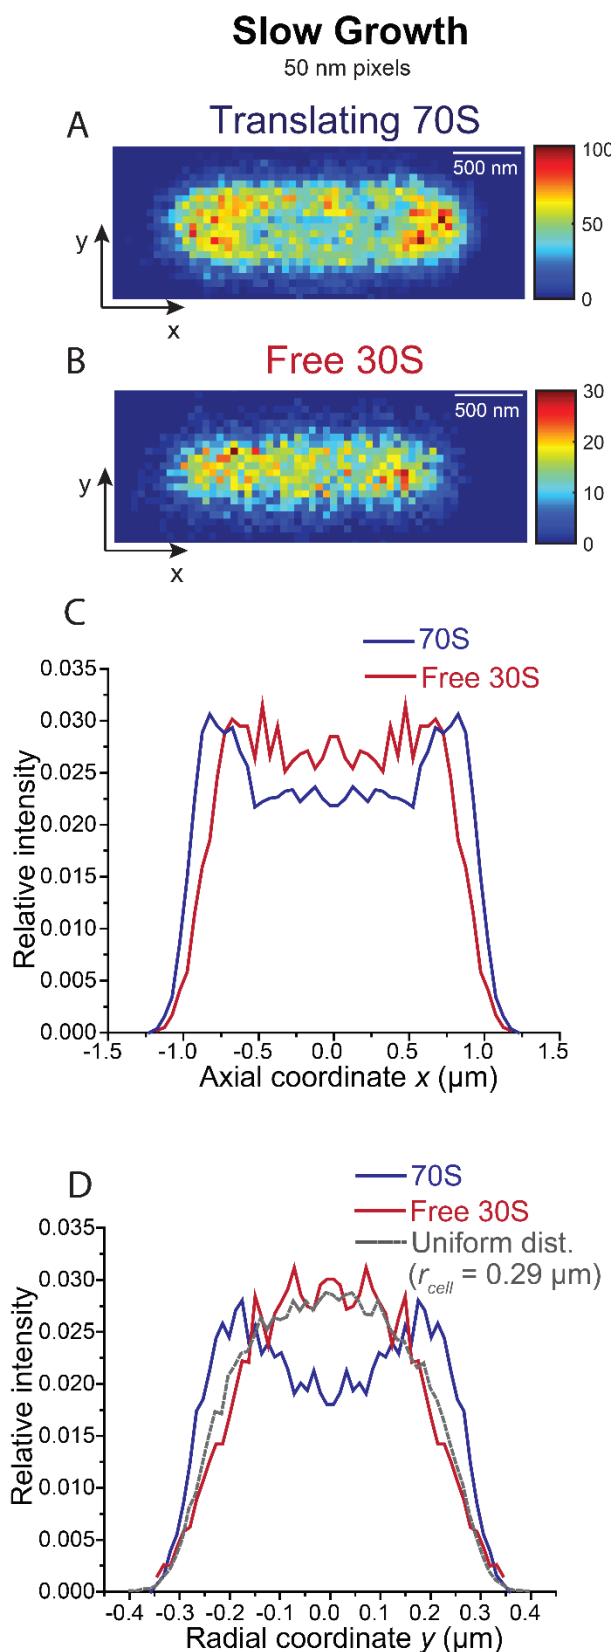 Slow Growth
50 nm pixels
A
Translating 70S
500 nm
100
50
0
y
x
B
Free 30S
500 nm
30
20
10
0
y
x
C
70S
Free 30S
0.035
0.030
0.025
0.020
0.015
0.010
0.005
0.000
Relative intensity
-1.5 -1.0 -0.5 0.0 0.5 1.0 1.5
Axial coordinate x (µm)
D
70S
Free 30S
Uniform dist.
(r_cell = 0.29 µm)
0.035
0.030
0.025
0.020
0.015
0.010
0.005
0.000
Relative intensity
-0.4 -0.3 -0.2 -0.1 0.0 0.1 0.2 0.3 0.4
Radial coordinate y (µm)